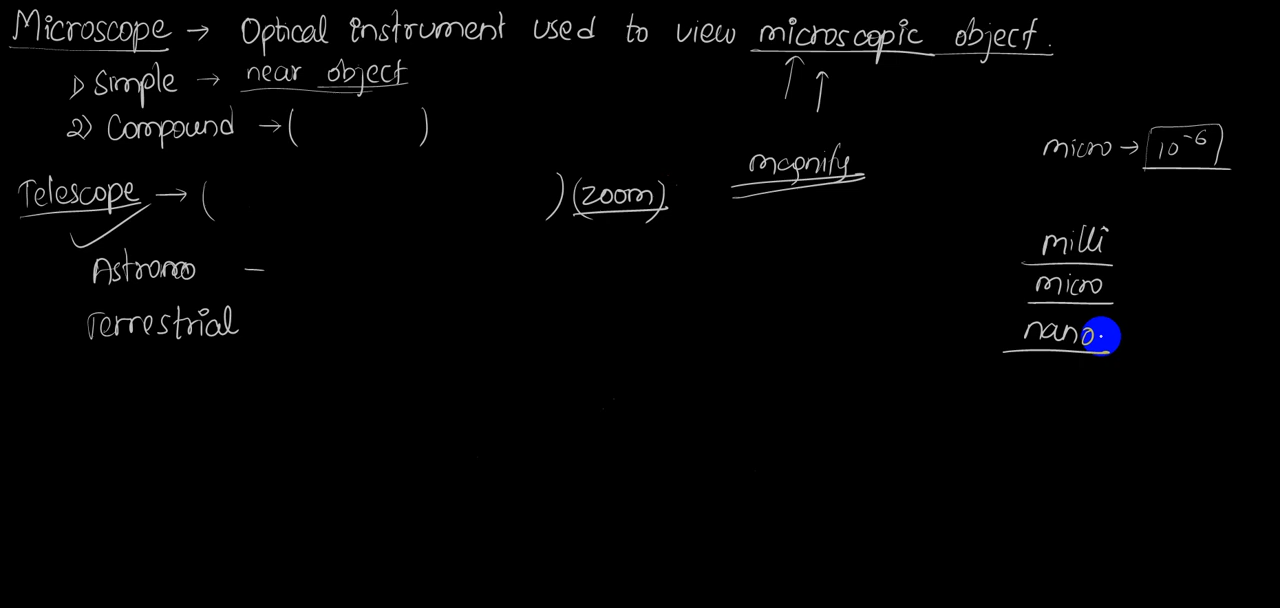 Microscope → Optical instrument used to view microscopic object.
1) Simple → near object
2) Compound → ( )
magnify
micro → 10⁻⁶
Telescope → ( ) (zoom)
milli
Astrono –
micro
Terrestrial
nano.